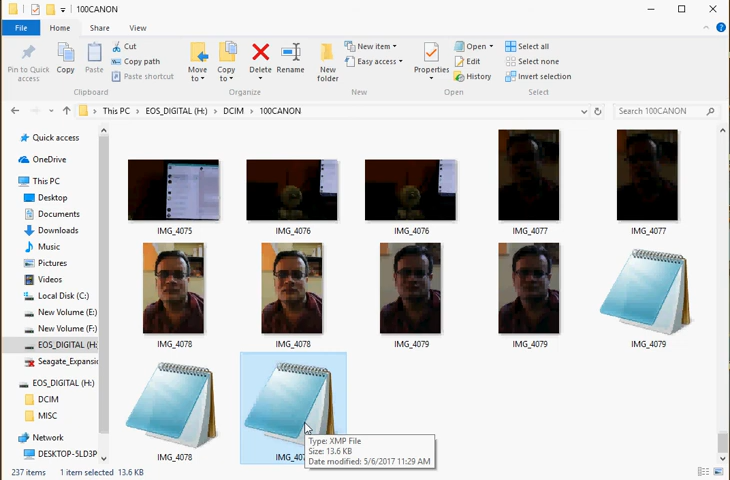 100CANON
File Home Share View
Pin to Quick access
Copy
Paste
Cut
Copy path
Paste shortcut
Clipboard
Move to
Copy to
Delete
Rename
Organize
New folder
New item
Easy access
New
Properties
Open
Edit
History
Open
Select all
Select none
Invert selection
Select
This PC > EOS_DIGITAL (H:) > DCIM > 100CANON
Search 100CANON
Quick access
OneDrive
This PC
Desktop
Documents
Downloads
Music
Pictures
Videos
Local Disk (C:)
New Volume (E:)
New Volume (F:)
EOS_DIGITAL (H:
Seagate_Expansi
EOS_DIGITAL (H:)
DCIM
MISC
Network
DESKTOP-5LD3P
IMG_4075 IMG_4076 IMG_4076 IMG_4077 IMG_4077
IMG_4078 IMG_4078 IMG_4079 IMG_4079 IMG_4079
IMG_4078
Type: XMP File
Size: 13.6 KB
Date modified: 5/6/2017 11:29 AM
237 items 1 item selected 13.6 KB